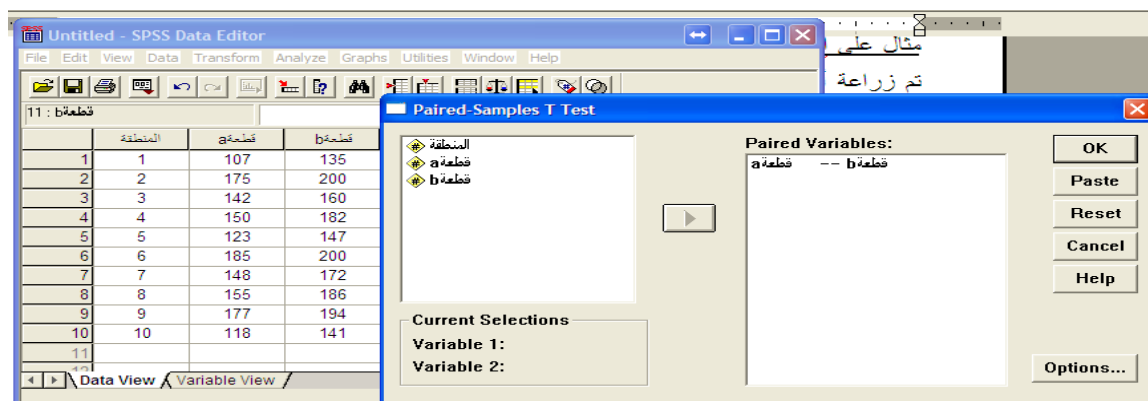 مثال على
تم زراعة
Untitled - SPSS Data Editor
File Edit View Data Transform Analyze Graphs Utilities Window Help
11 : قطعةb
المنطقة قطعةa قطعةb
1 1 107 135
2 2 175 200
3 3 142 160
4 4 150 182
5 5 123 147
6 6 185 200
7 7 148 172
8 8 155 186
9 9 177 194
10 10 118 141
11
Data View Variable View
Paired-Samples T Test
المنطقة
قطعةa
قطعةb
Current Selections
Variable 1:
Variable 2:
Paired Variables:
قطعةa -- قطعةb
OK
Paste
Reset
Cancel
Help
Options...